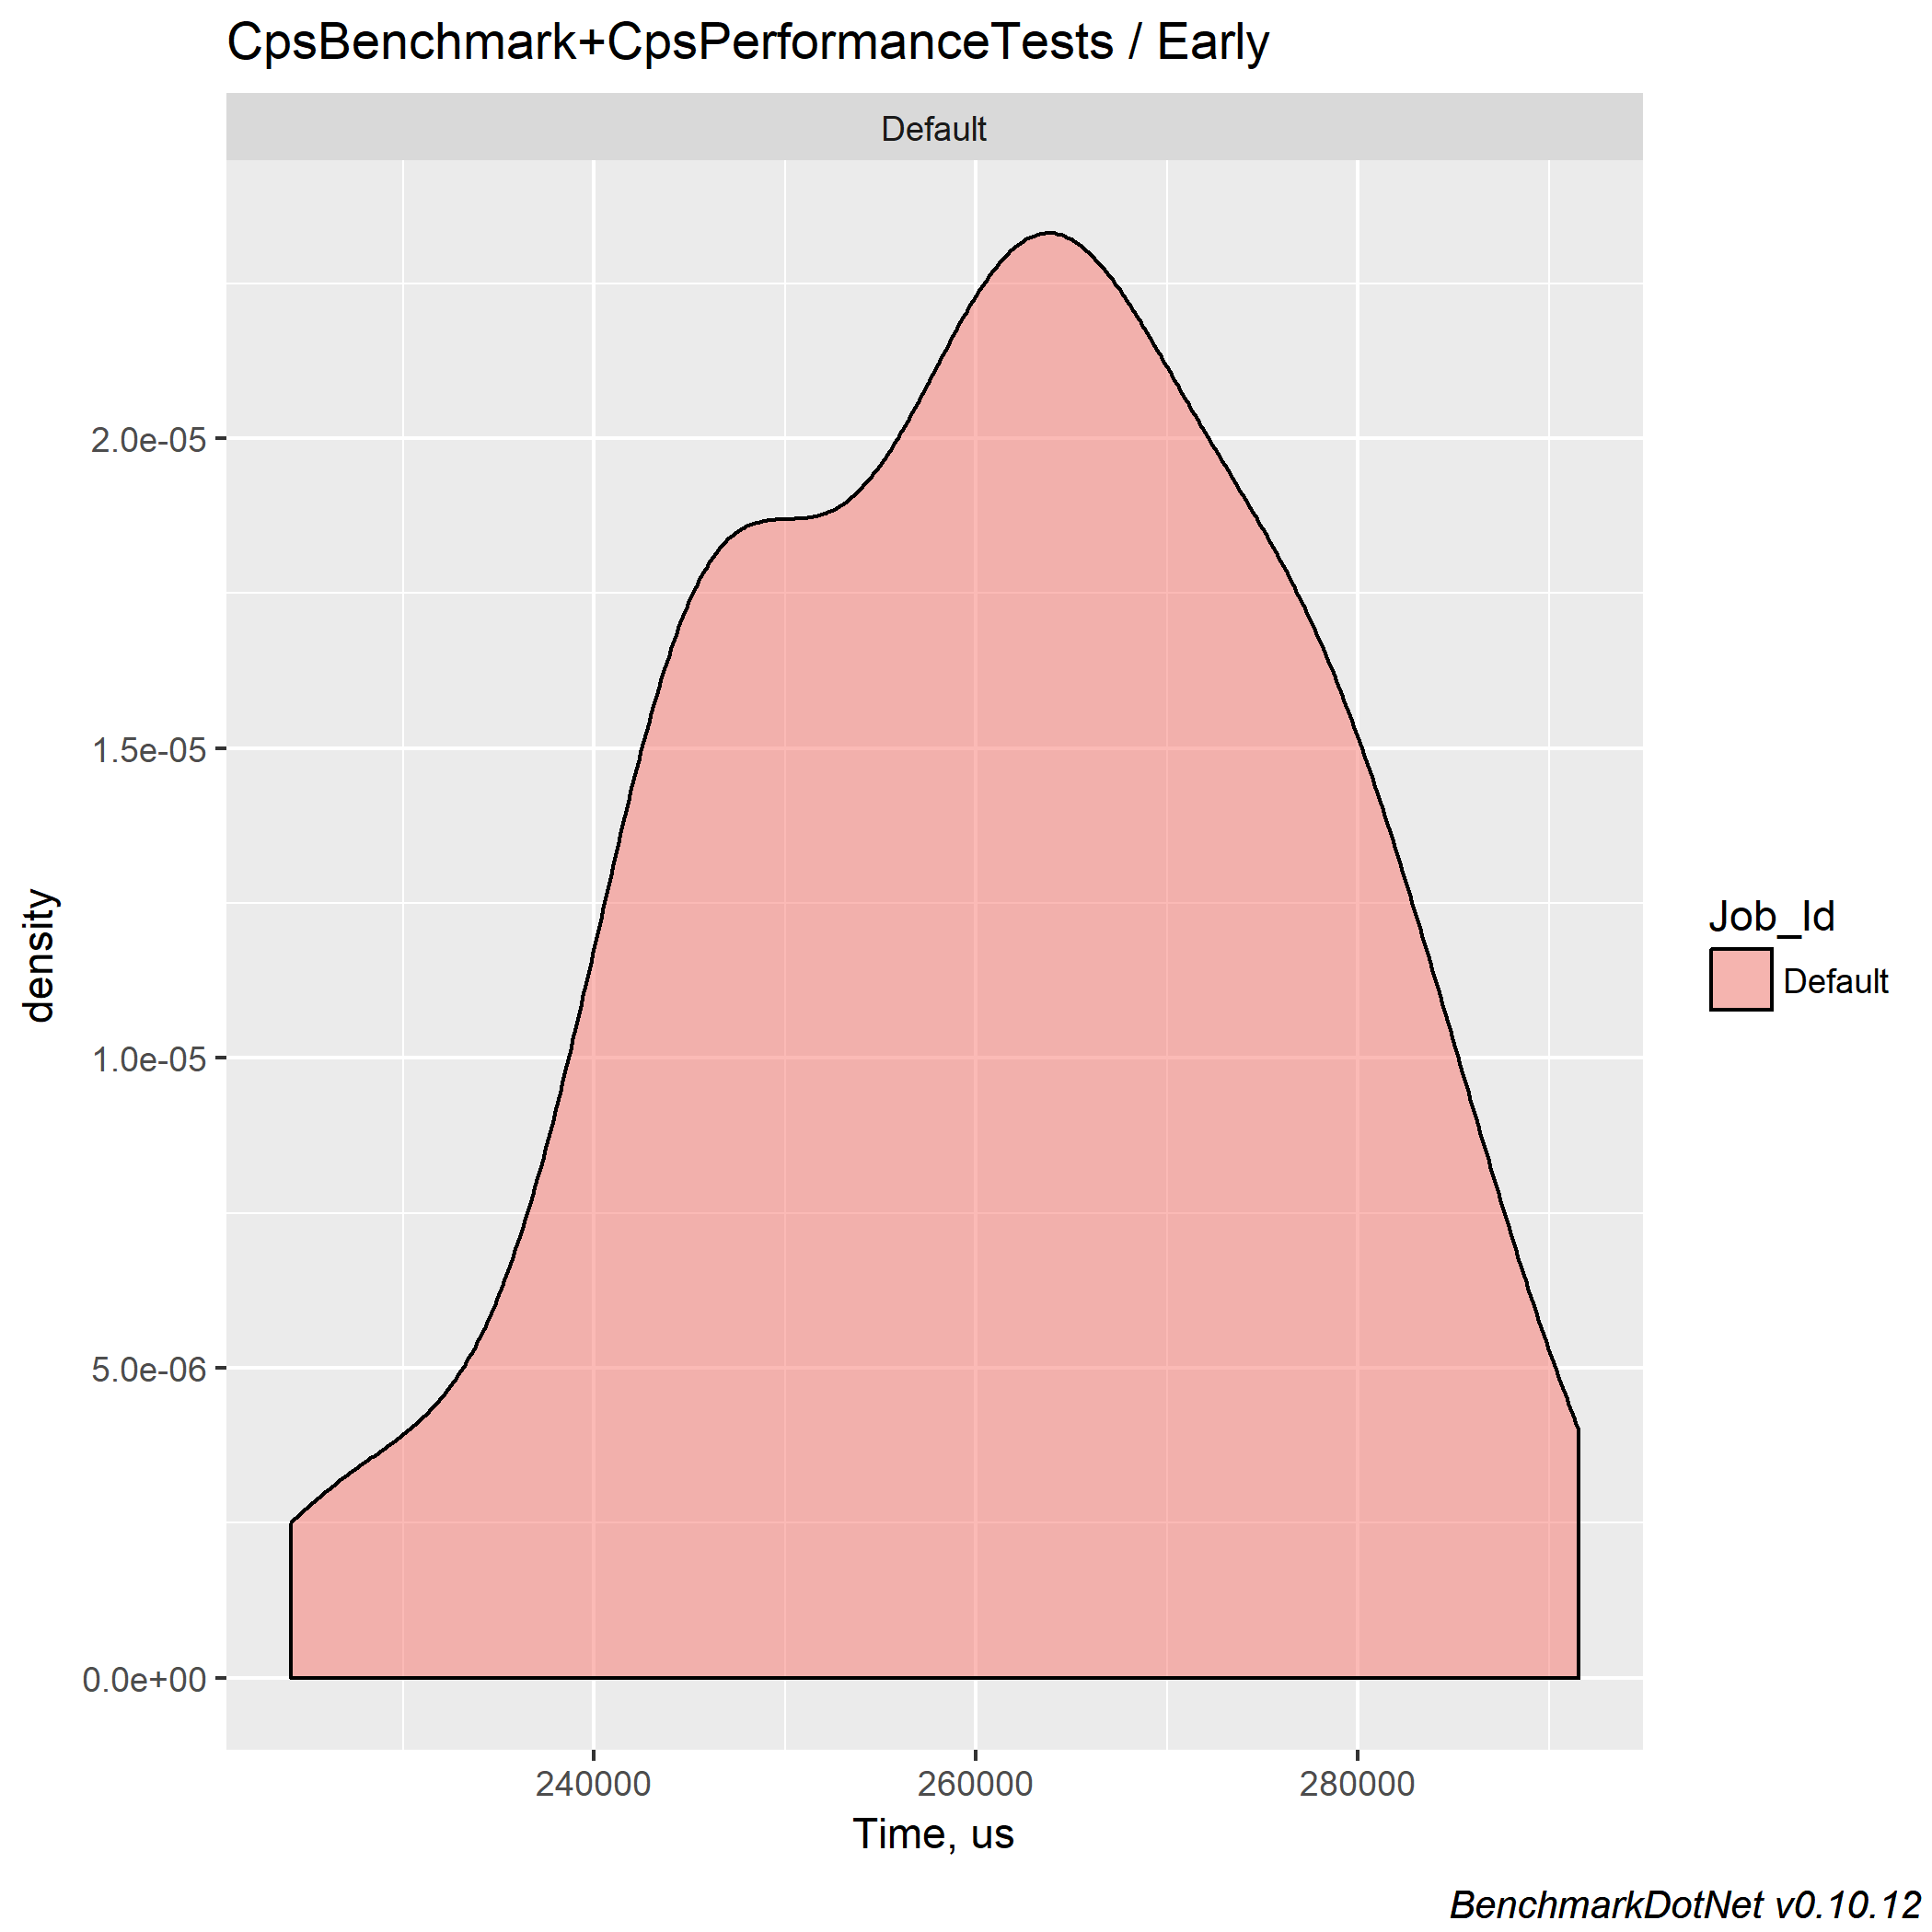 CpsBenchmark+CpsPerformanceTests / Early
Default
density
2.0e-05
1.5e-05
1.0e-05
5.0e-06
0.0e+00
240000 260000 280000
Time, us
Job_Id
Default
BenchmarkDotNet v0.10.12